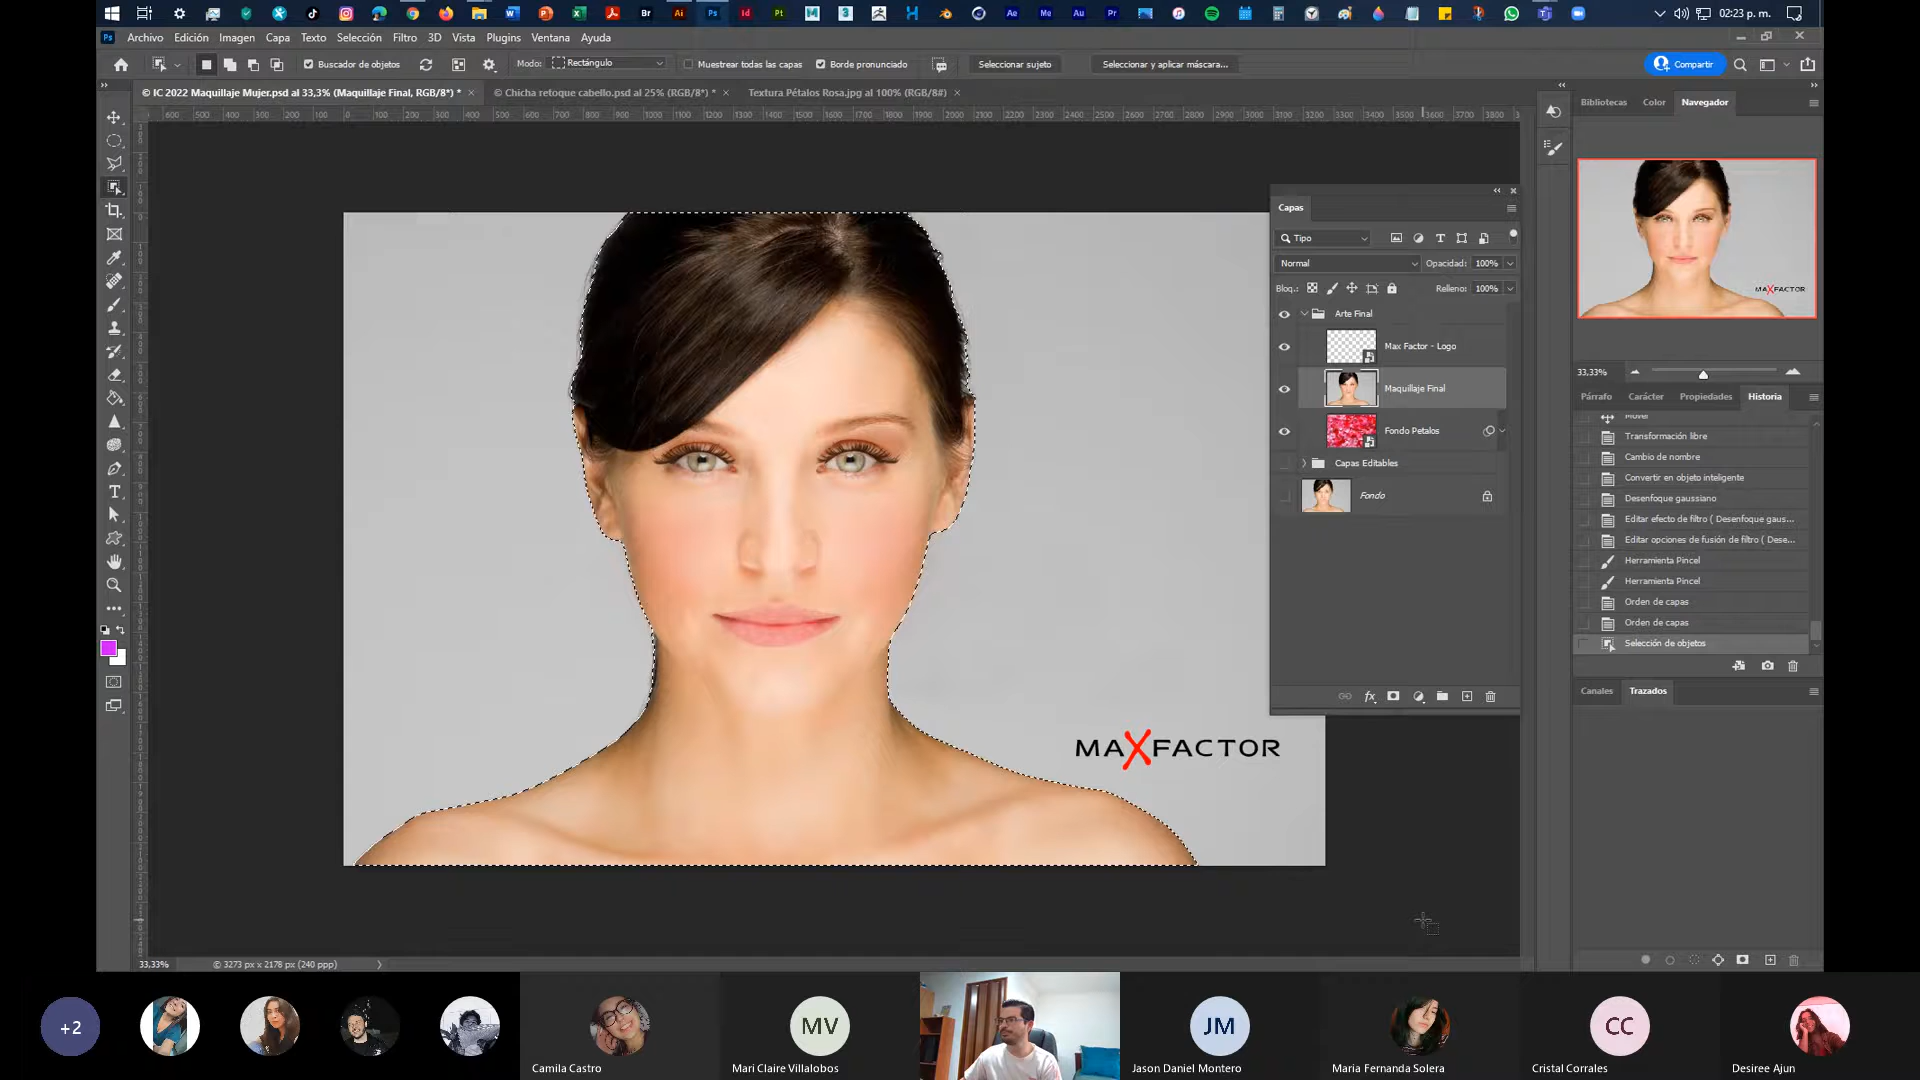 02:23 p. m.
Archivo Edición Imagen Capa Texto Selección Filtro 3D Vista Plugins Ventana Ayuda
Buscador de objetos Modo: Rectángulo Muestrear todas las capas Borde pronunciado Seleccionar sujeto Seleccionar y aplicar máscara... Compartir
© IC 2022 Maquillaje Mujer.psd al 33,3% (Maquillaje Final, RGB/8*) * × © Chicha retoque cabello.psd al 25% (RGB/8*) * × Textura Pétalos Rosa.jpg al 100% (RGB/8#) ×
Bibliotecas Color Navegador
MAXFACTOR
33,33%
Párrafo Carácter Propiedades Historia
Mover
Transformación libre
Cambio de nombre
Convertir en objeto inteligente
Desenfoque gaussiano
Editar efecto de filtro ( Desenfoque gaus...
Editar opciones de fusión de filtro ( Dese...
Herramienta Pincel
Herramienta Pincel
Orden de capas
Orden de capas
Selección de objetos
Canales Trazados
Capas
Tipo
Normal Opacidad: 100%
Bloq.: Relleno: 100%
Arte Final
Max Factor - Logo
Maquillaje Final
Fondo Petalos
Capas Editables
Fondo
fx
MAXFACTOR
33,33% © 3273 px x 2178 px (240 ppp)
+2
MV
JM
CC
Camila Castro
Mari Claire Villalobos
Jason Daniel Montero
Maria Fernanda Solera
Cristal Corrales
Desiree Ajun